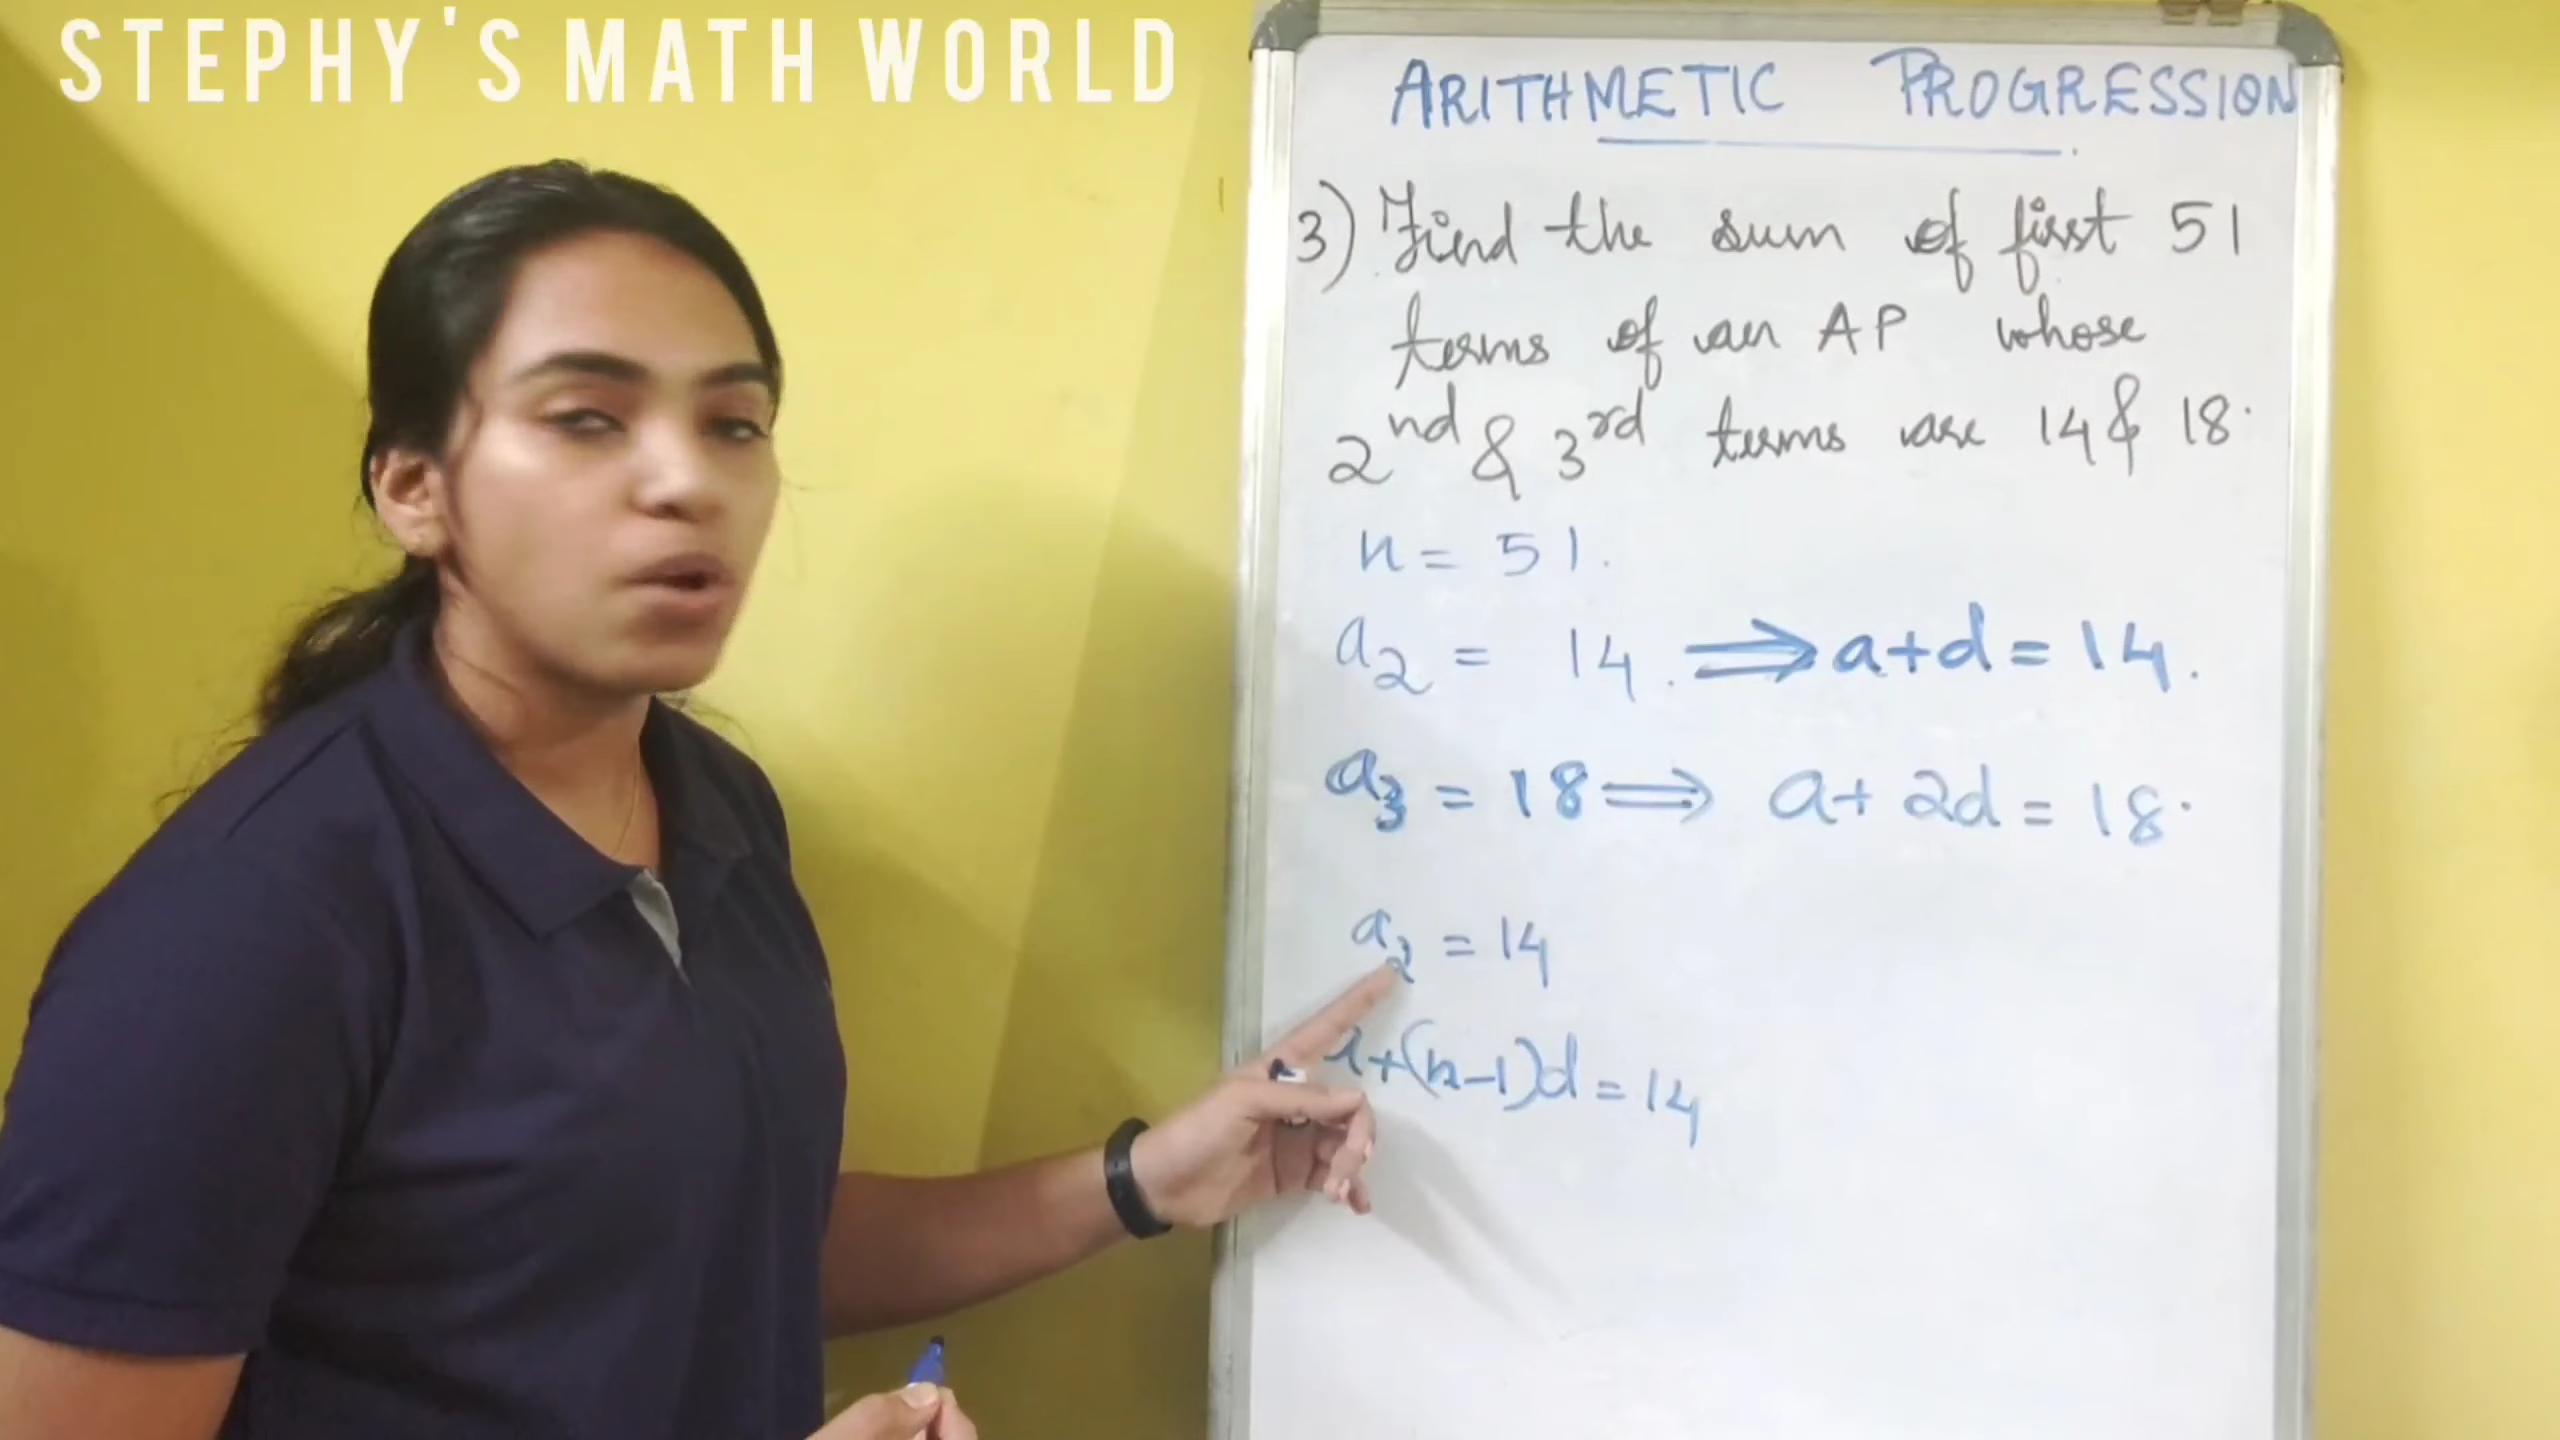 STEPHY'S MATH WORLD
ARITHMETIC PROGRESSION
3) Find the sum of first 51
terms of an AP whose
2nd & 3rd terms are 14 & 18.
n = 51.
a2 = 14. ⟹ a+d = 14.
a3 = 18 ⟹ a+2d = 18.
a2 = 14
a+(n-1)d = 14